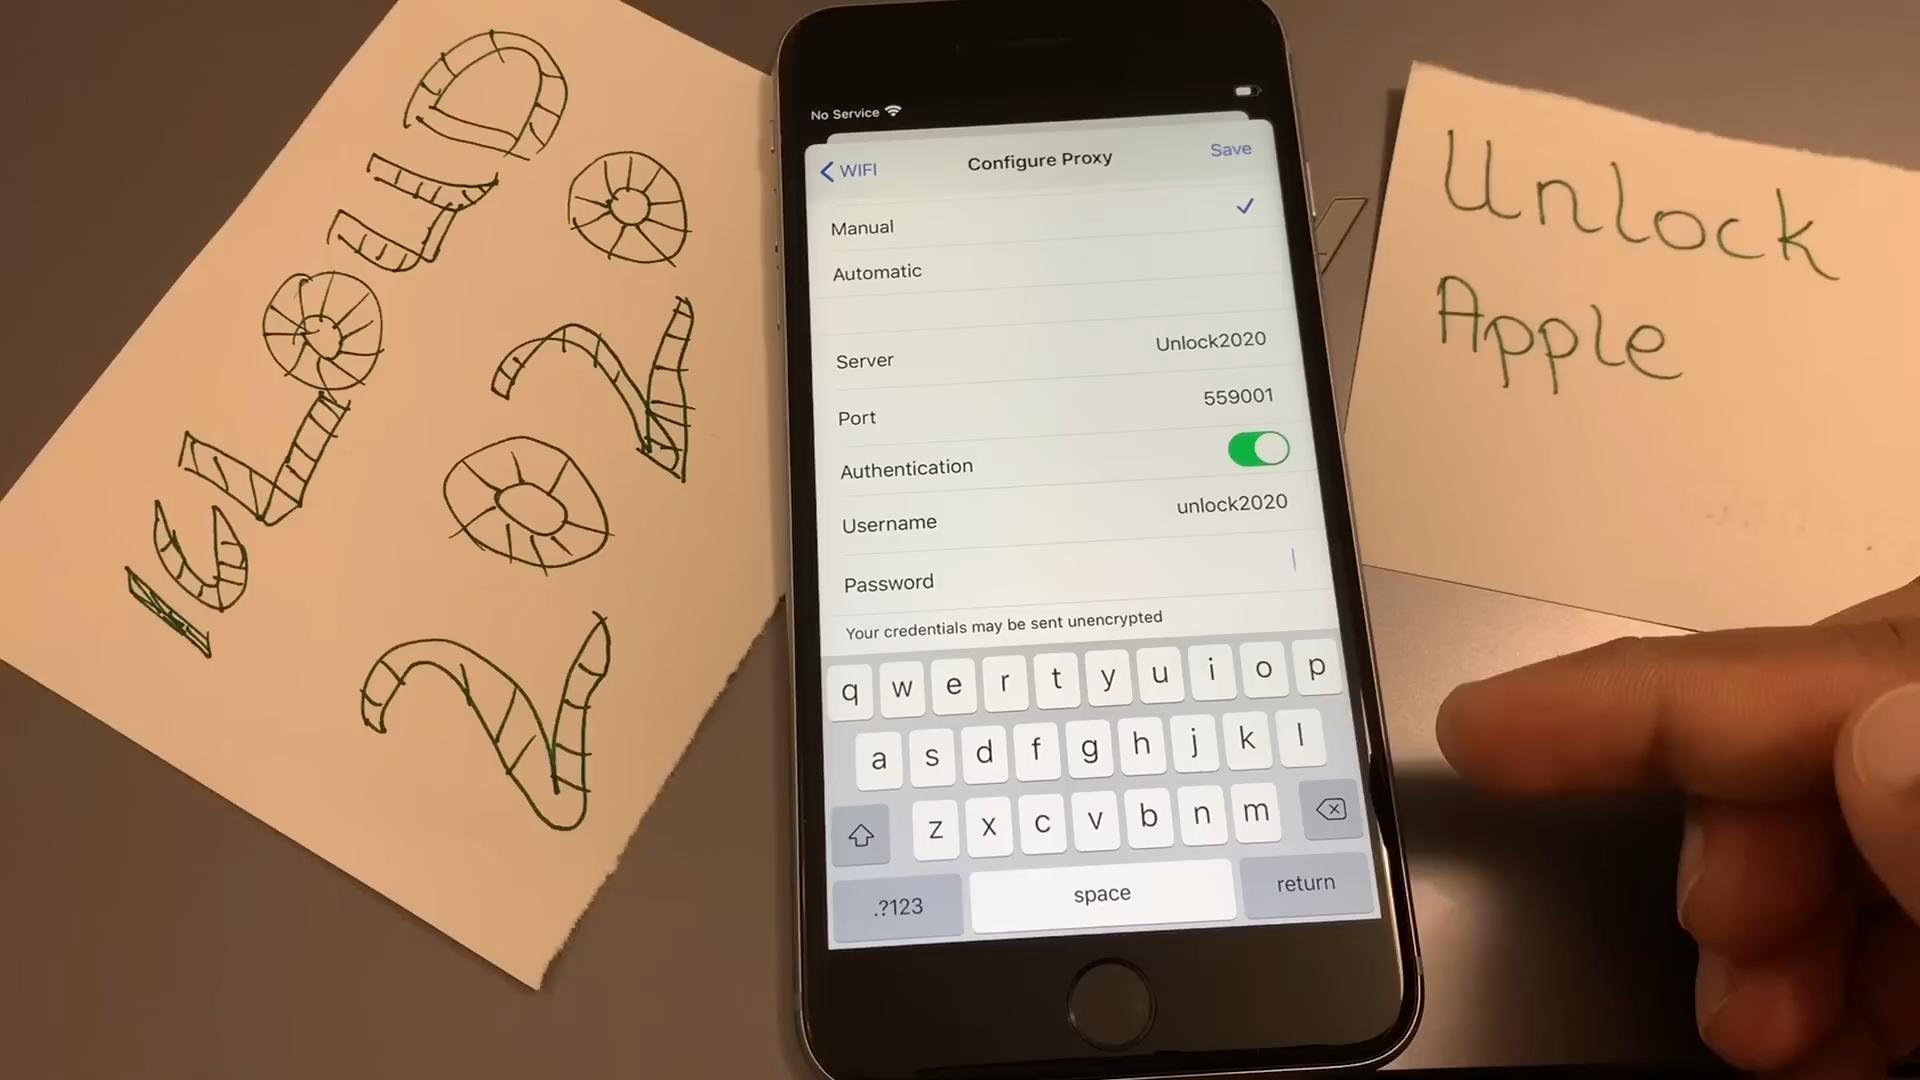 iCLOUD
2020
No Service
WIFI
Configure Proxy
Save
Manual
Automatic
Server
Unlock2020
Port
559001
Authentication
Username
unlock2020
Password
Your credentials may be sent unencrypted
q w e r t y u i o p
a s d f g h j k l
z x c v b n m
.?123
space
return
Unlock
Apple